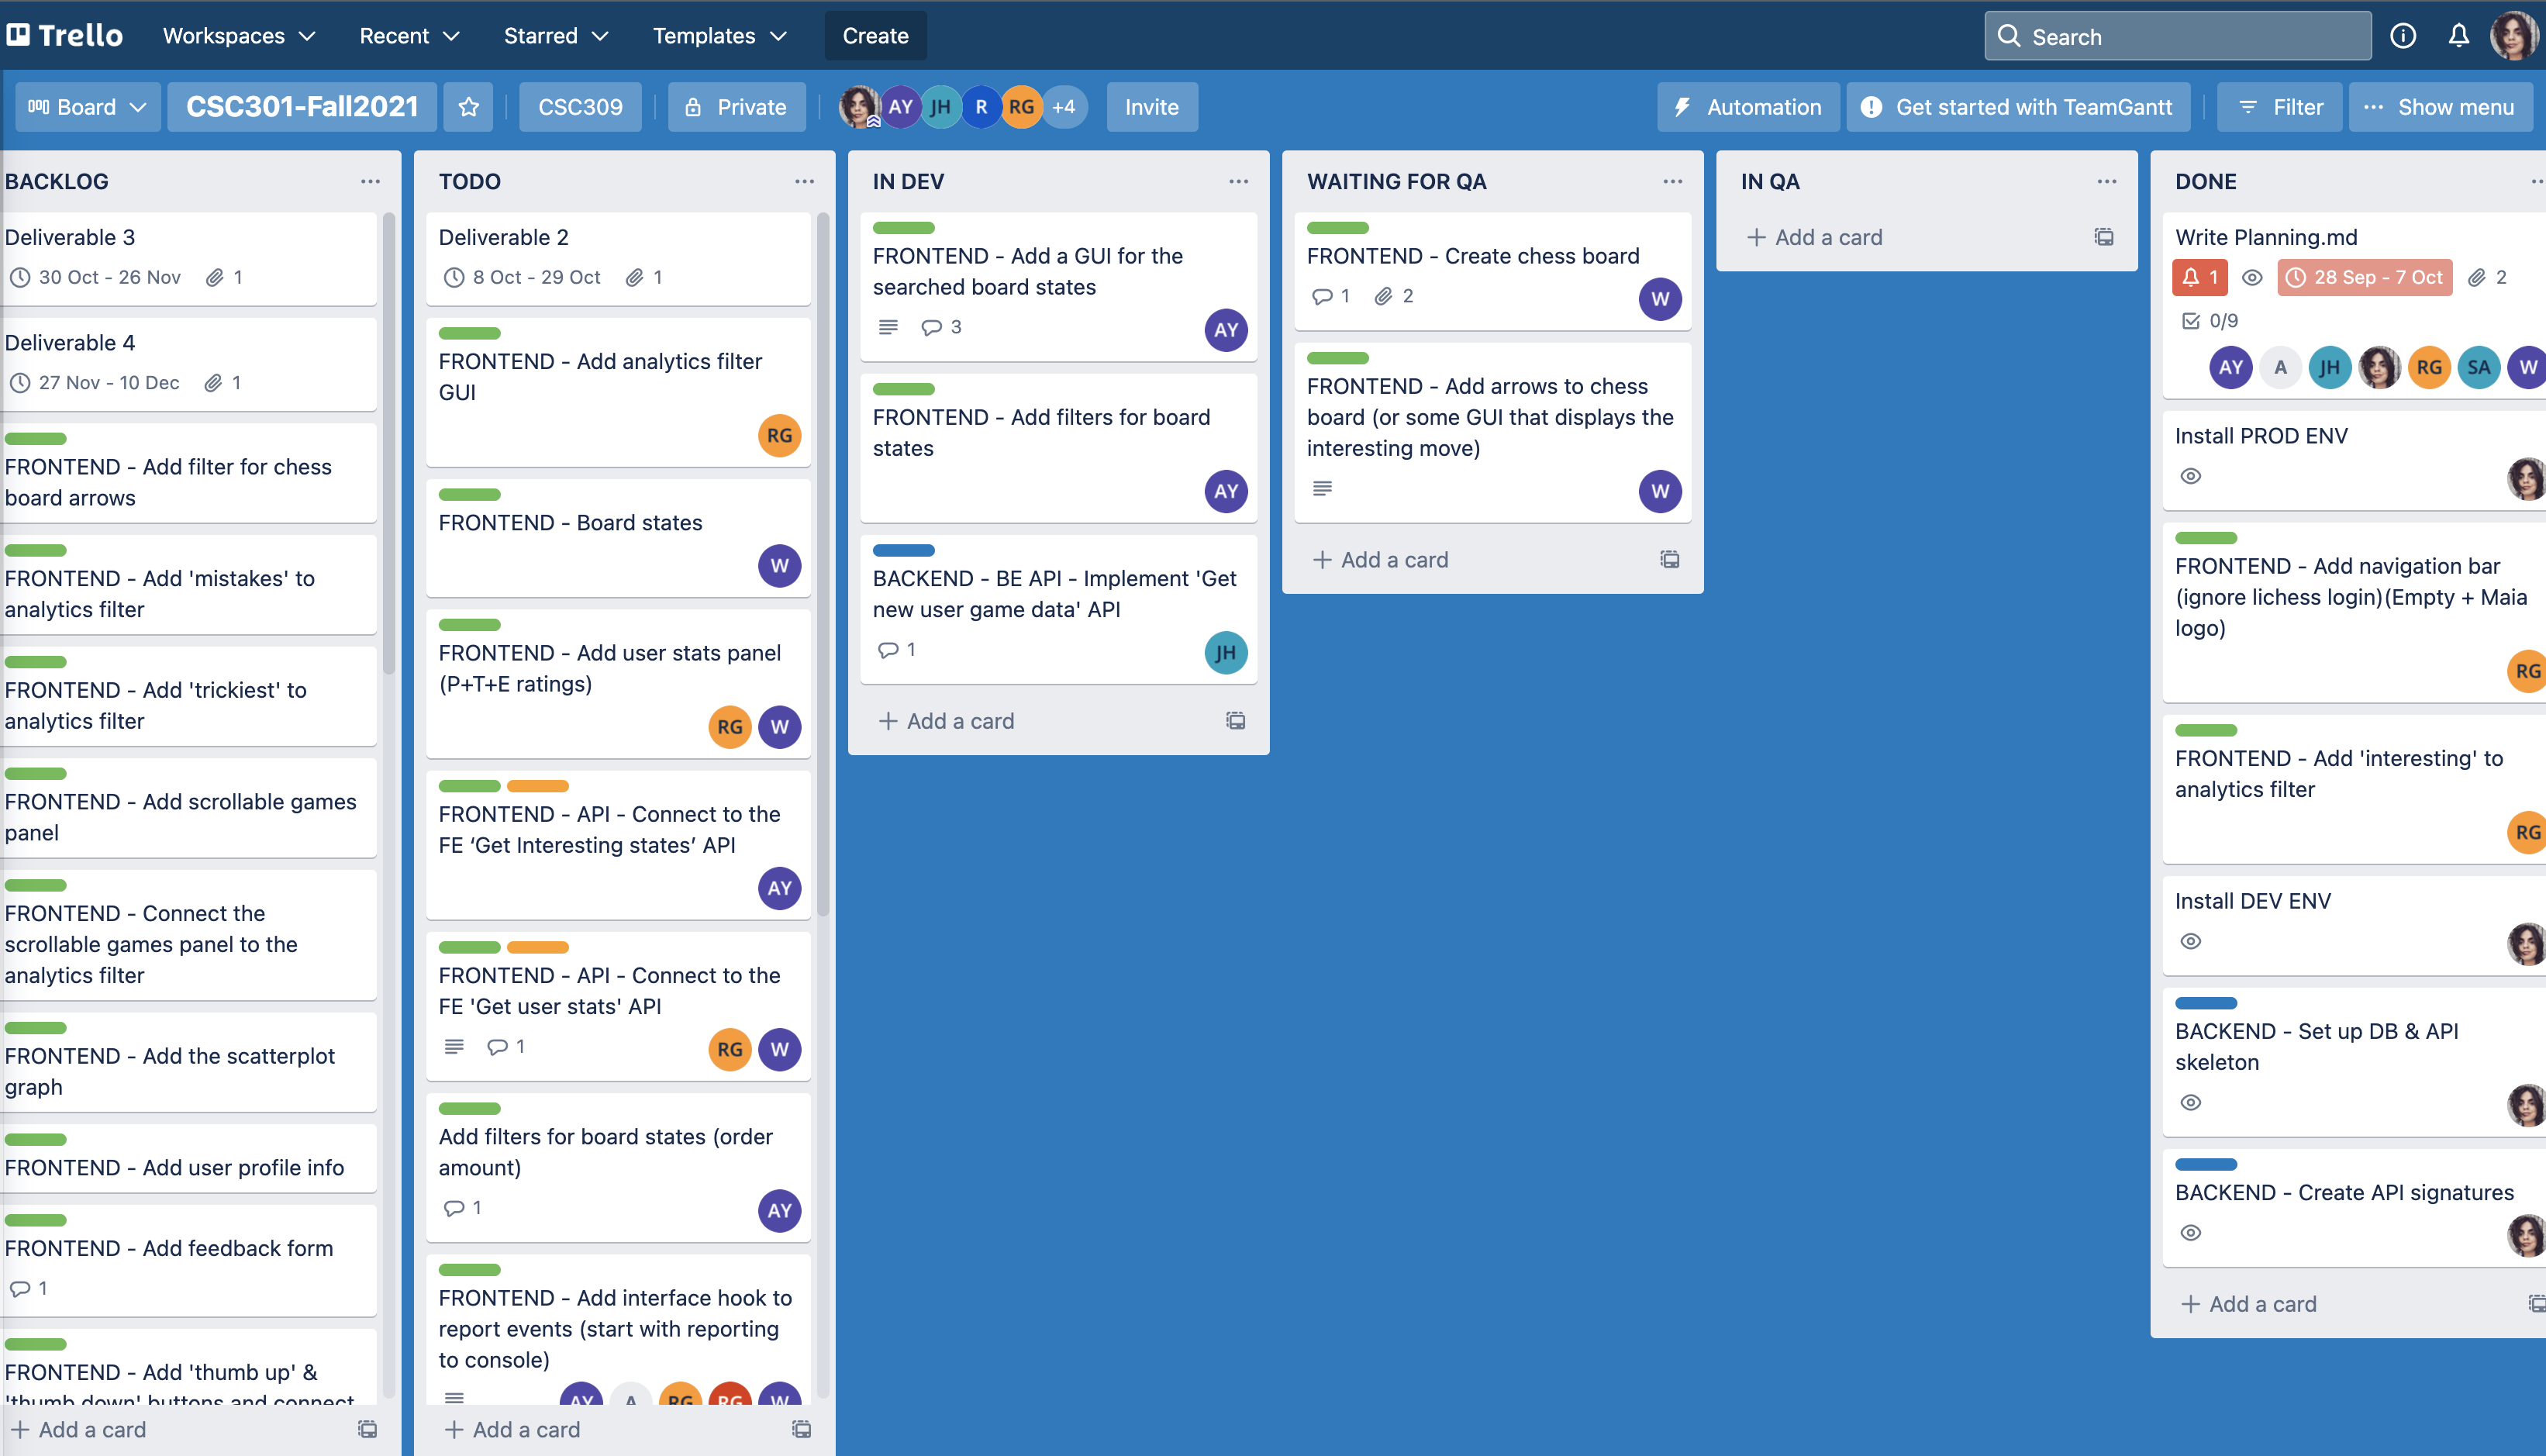 Trello Workspaces Recent Starred Templates Create Search
Board CSC301-Fall2021 CSC309 Private AY JH R RG +4 Invite Automation Get started with TeamGantt Filter Show menu
BACKLOG
Deliverable 3
30 Oct - 26 Nov 1
Deliverable 4
27 Nov - 10 Dec 1
FRONTEND - Add filter for chess
board arrows
FRONTEND - Add 'mistakes' to
analytics filter
FRONTEND - Add 'trickiest' to
analytics filter
FRONTEND - Add scrollable games
panel
FRONTEND - Connect the
scrollable games panel to the
analytics filter
FRONTEND - Add the scatterplot
graph
FRONTEND - Add user profile info
FRONTEND - Add feedback form
1
FRONTEND - Add 'thumb up' &
'thumb down' buttons and connect
+ Add a card
TODO
Deliverable 2
8 Oct - 29 Oct 1
FRONTEND - Add analytics filter
GUI
RG
FRONTEND - Board states
W
FRONTEND - Add user stats panel
(P+T+E ratings)
RG W
FRONTEND - API - Connect to the
FE ‘Get Interesting states’ API
AY
FRONTEND - API - Connect to the
FE 'Get user stats' API
1 RG W
Add filters for board states (order
amount)
1 AY
FRONTEND - Add interface hook to
report events (start with reporting
to console)
AY A RG RG W
+ Add a card
IN DEV
FRONTEND - Add a GUI for the
searched board states
3 AY
FRONTEND - Add filters for board
states
AY
BACKEND - BE API - Implement 'Get
new user game data' API
1 JH
+ Add a card
WAITING FOR QA
FRONTEND - Create chess board
1 2 W
FRONTEND - Add arrows to chess
board (or some GUI that displays the
interesting move)
W
+ Add a card
IN QA
+ Add a card
DONE
Write Planning.md
1 28 Sep - 7 Oct 2
0/9
AY A JH RG SA W
Install PROD ENV
FRONTEND - Add navigation bar
(ignore lichess login)(Empty + Maia
logo)
RG
FRONTEND - Add 'interesting' to
analytics filter
RG
Install DEV ENV
BACKEND - Set up DB & API
skeleton
BACKEND - Create API signatures
+ Add a card